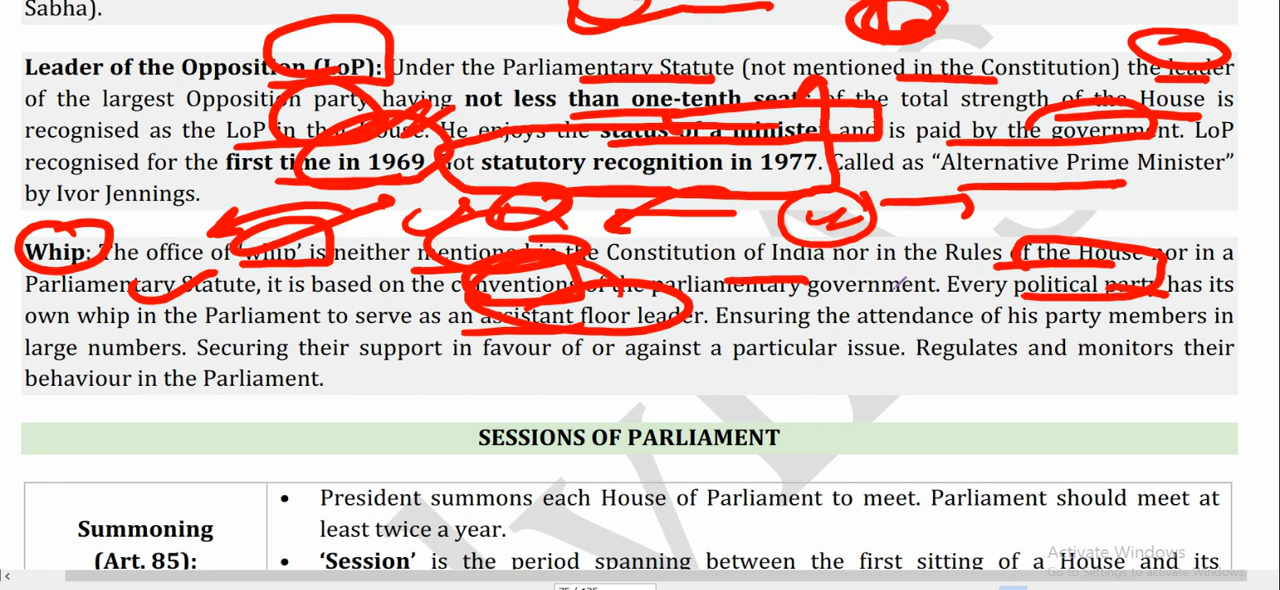 Sabha).
Leader of the Opposition (LoP): Under the Parliamentary Statute (not mentioned in the Constitution) the leader
of the largest Opposition party having not less than one-tenth seats of the total strength of the House is
recognised as the LoP in that House. He enjoys the status of a minister and is paid by the government. LoP
recognised for the first time in 1969 got statutory recognition in 1977. Called as “Alternative Prime Minister”
by Ivor Jennings.
Whip: The office of ‘whip’ is neither mentioned in the Constitution of India nor in the Rules of the House nor in a
Parliamentary Statute, it is based on the conventions of the parliamentary government. Every political party has its
own whip in the Parliament to serve as an assistant floor leader. Ensuring the attendance of his party members in
large numbers. Securing their support in favour of or against a particular issue. Regulates and monitors their
behaviour in the Parliament.
SESSIONS OF PARLIAMENT
Summoning
(Art. 85):
• President summons each House of Parliament to meet. Parliament should meet at
least twice a year.
• ‘Session’ is the period spanning between the first sitting of a House and its
Activate Windows
Go to Settings to activate Windows.
75 / 125